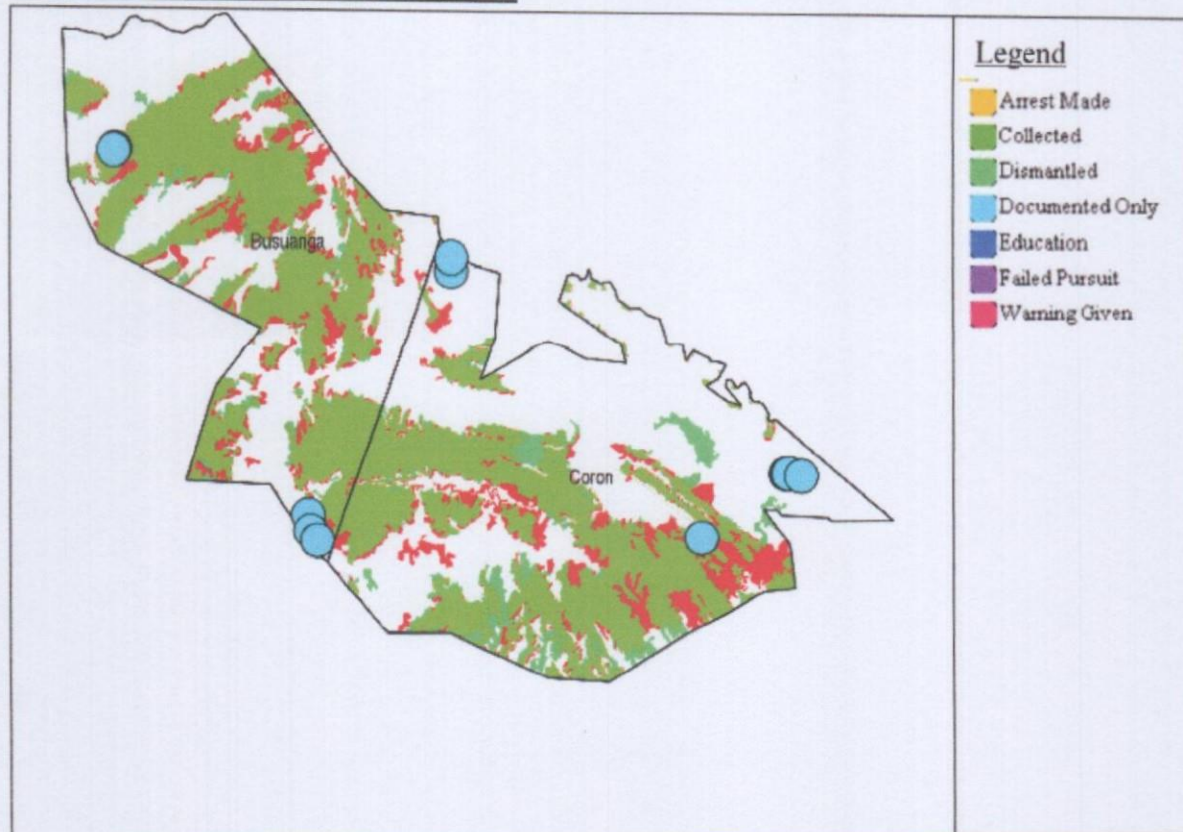 Legend
Arrest Made
Collected
Dismantled
Documented Only
Education
Failed Pursuit
Warning Given
Busuanga
Coron